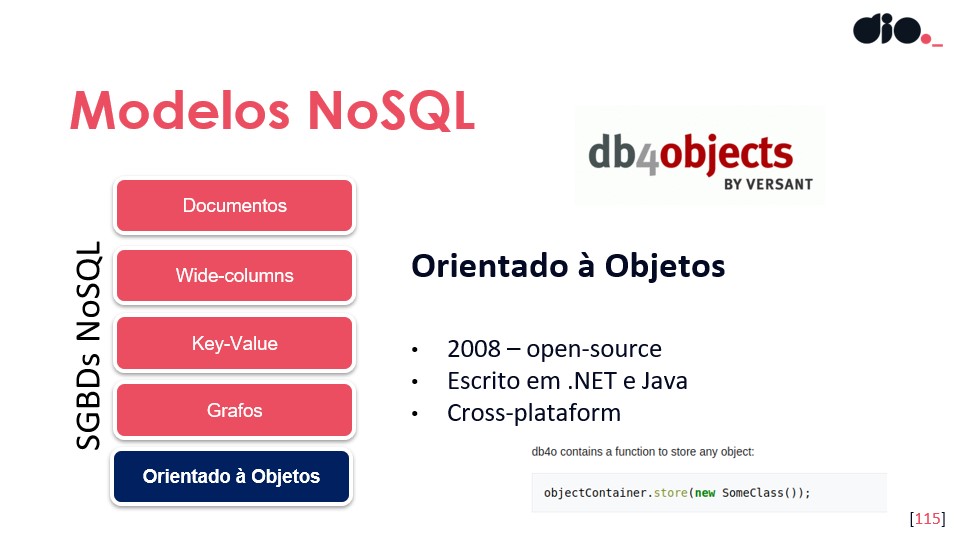 dio._
Modelos NoSQL
db4objects
BY VERSANT
SGBDs NoSQL
Documentos
Wide-columns
Key-Value
Grafos
Orientado à Objetos
Orientado à Objetos
• 2008 – open-source
• Escrito em .NET e Java
• Cross-plataform
db4o contains a function to store any object:
objectContainer.store(new SomeClass());
[115]